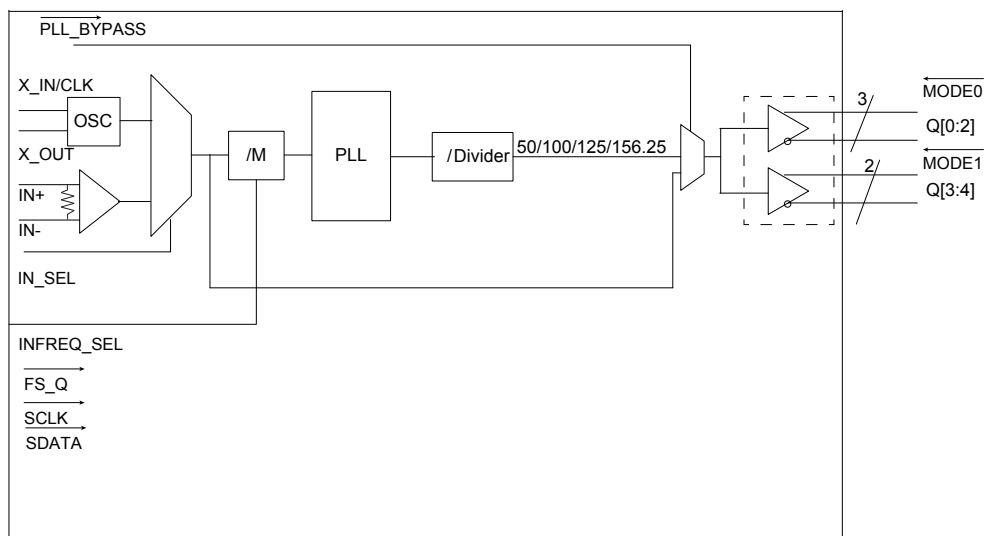 PLL_BYPASS
X_IN/CLK
OSC
X_OUT
IN+
IN-
IN_SEL
/M
PLL
/Divider
50/100/125/156.25
3
MODE0
Q[0:2]
MODE1
2
Q[3:4]
INFREQ_SEL
FS_Q
SCLK
SDATA